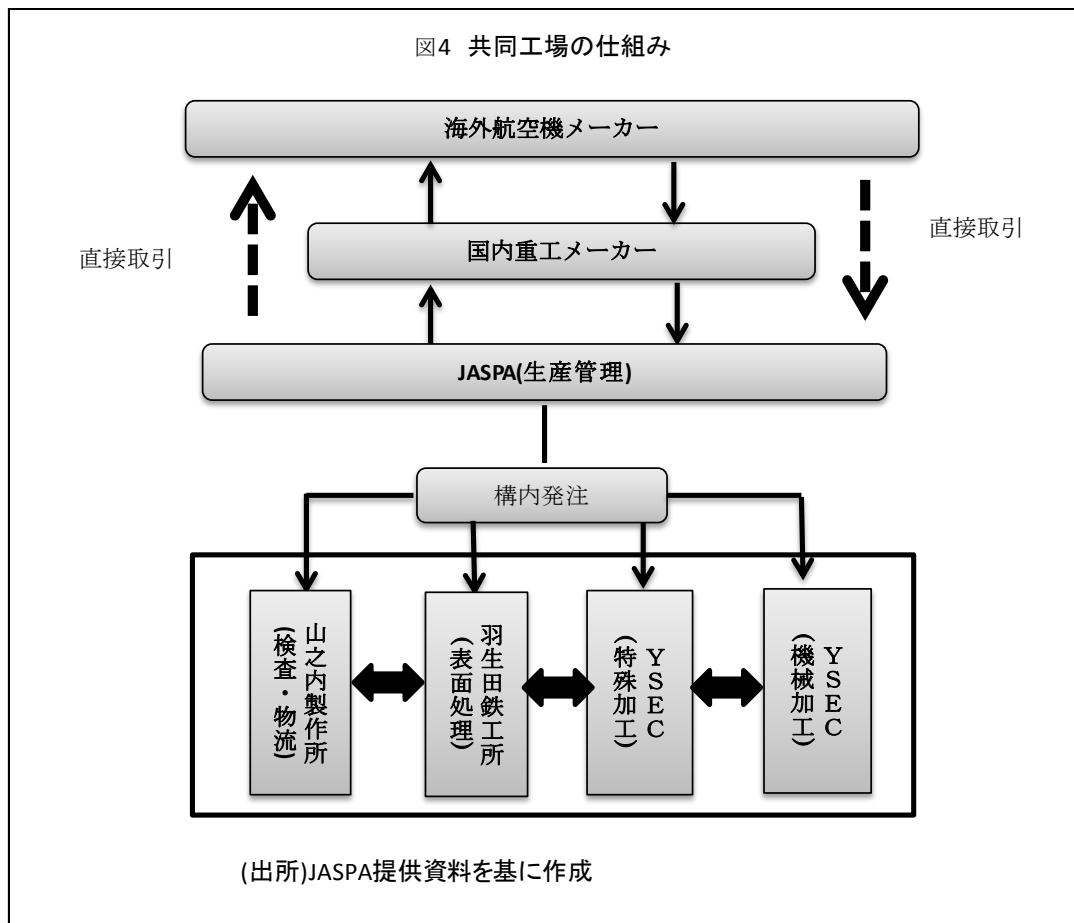 図4 共同工場の仕組み
海外航空機メーカー
直接取引
国内重工メーカー
直接取引
JASPA(生産管理)
構内発注
山之内製作所
(検査・物流)
羽生田鉄工所
(表面処理)
ＹＳＥＣ
(特殊加工)
ＹＳＥＣ
(機械加工)
(出所)JASPA提供資料を基に作成